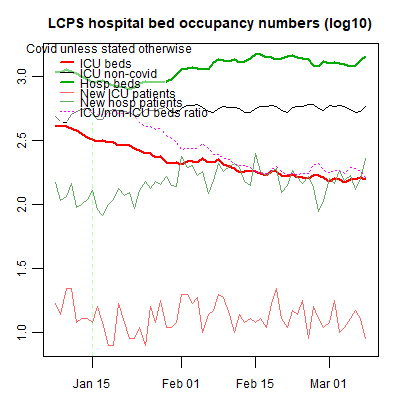 LCPS hospital bed occupancy numbers (log10)
Covid unless stated otherwise
ICU beds
ICU non-covid
Hosp beds
New ICU patients
New hosp patients
ICU/non-ICU beds ratio
3.0
2.5
2.0
1.5
1.0
Jan 15
Feb 01
Feb 15
Mar 01